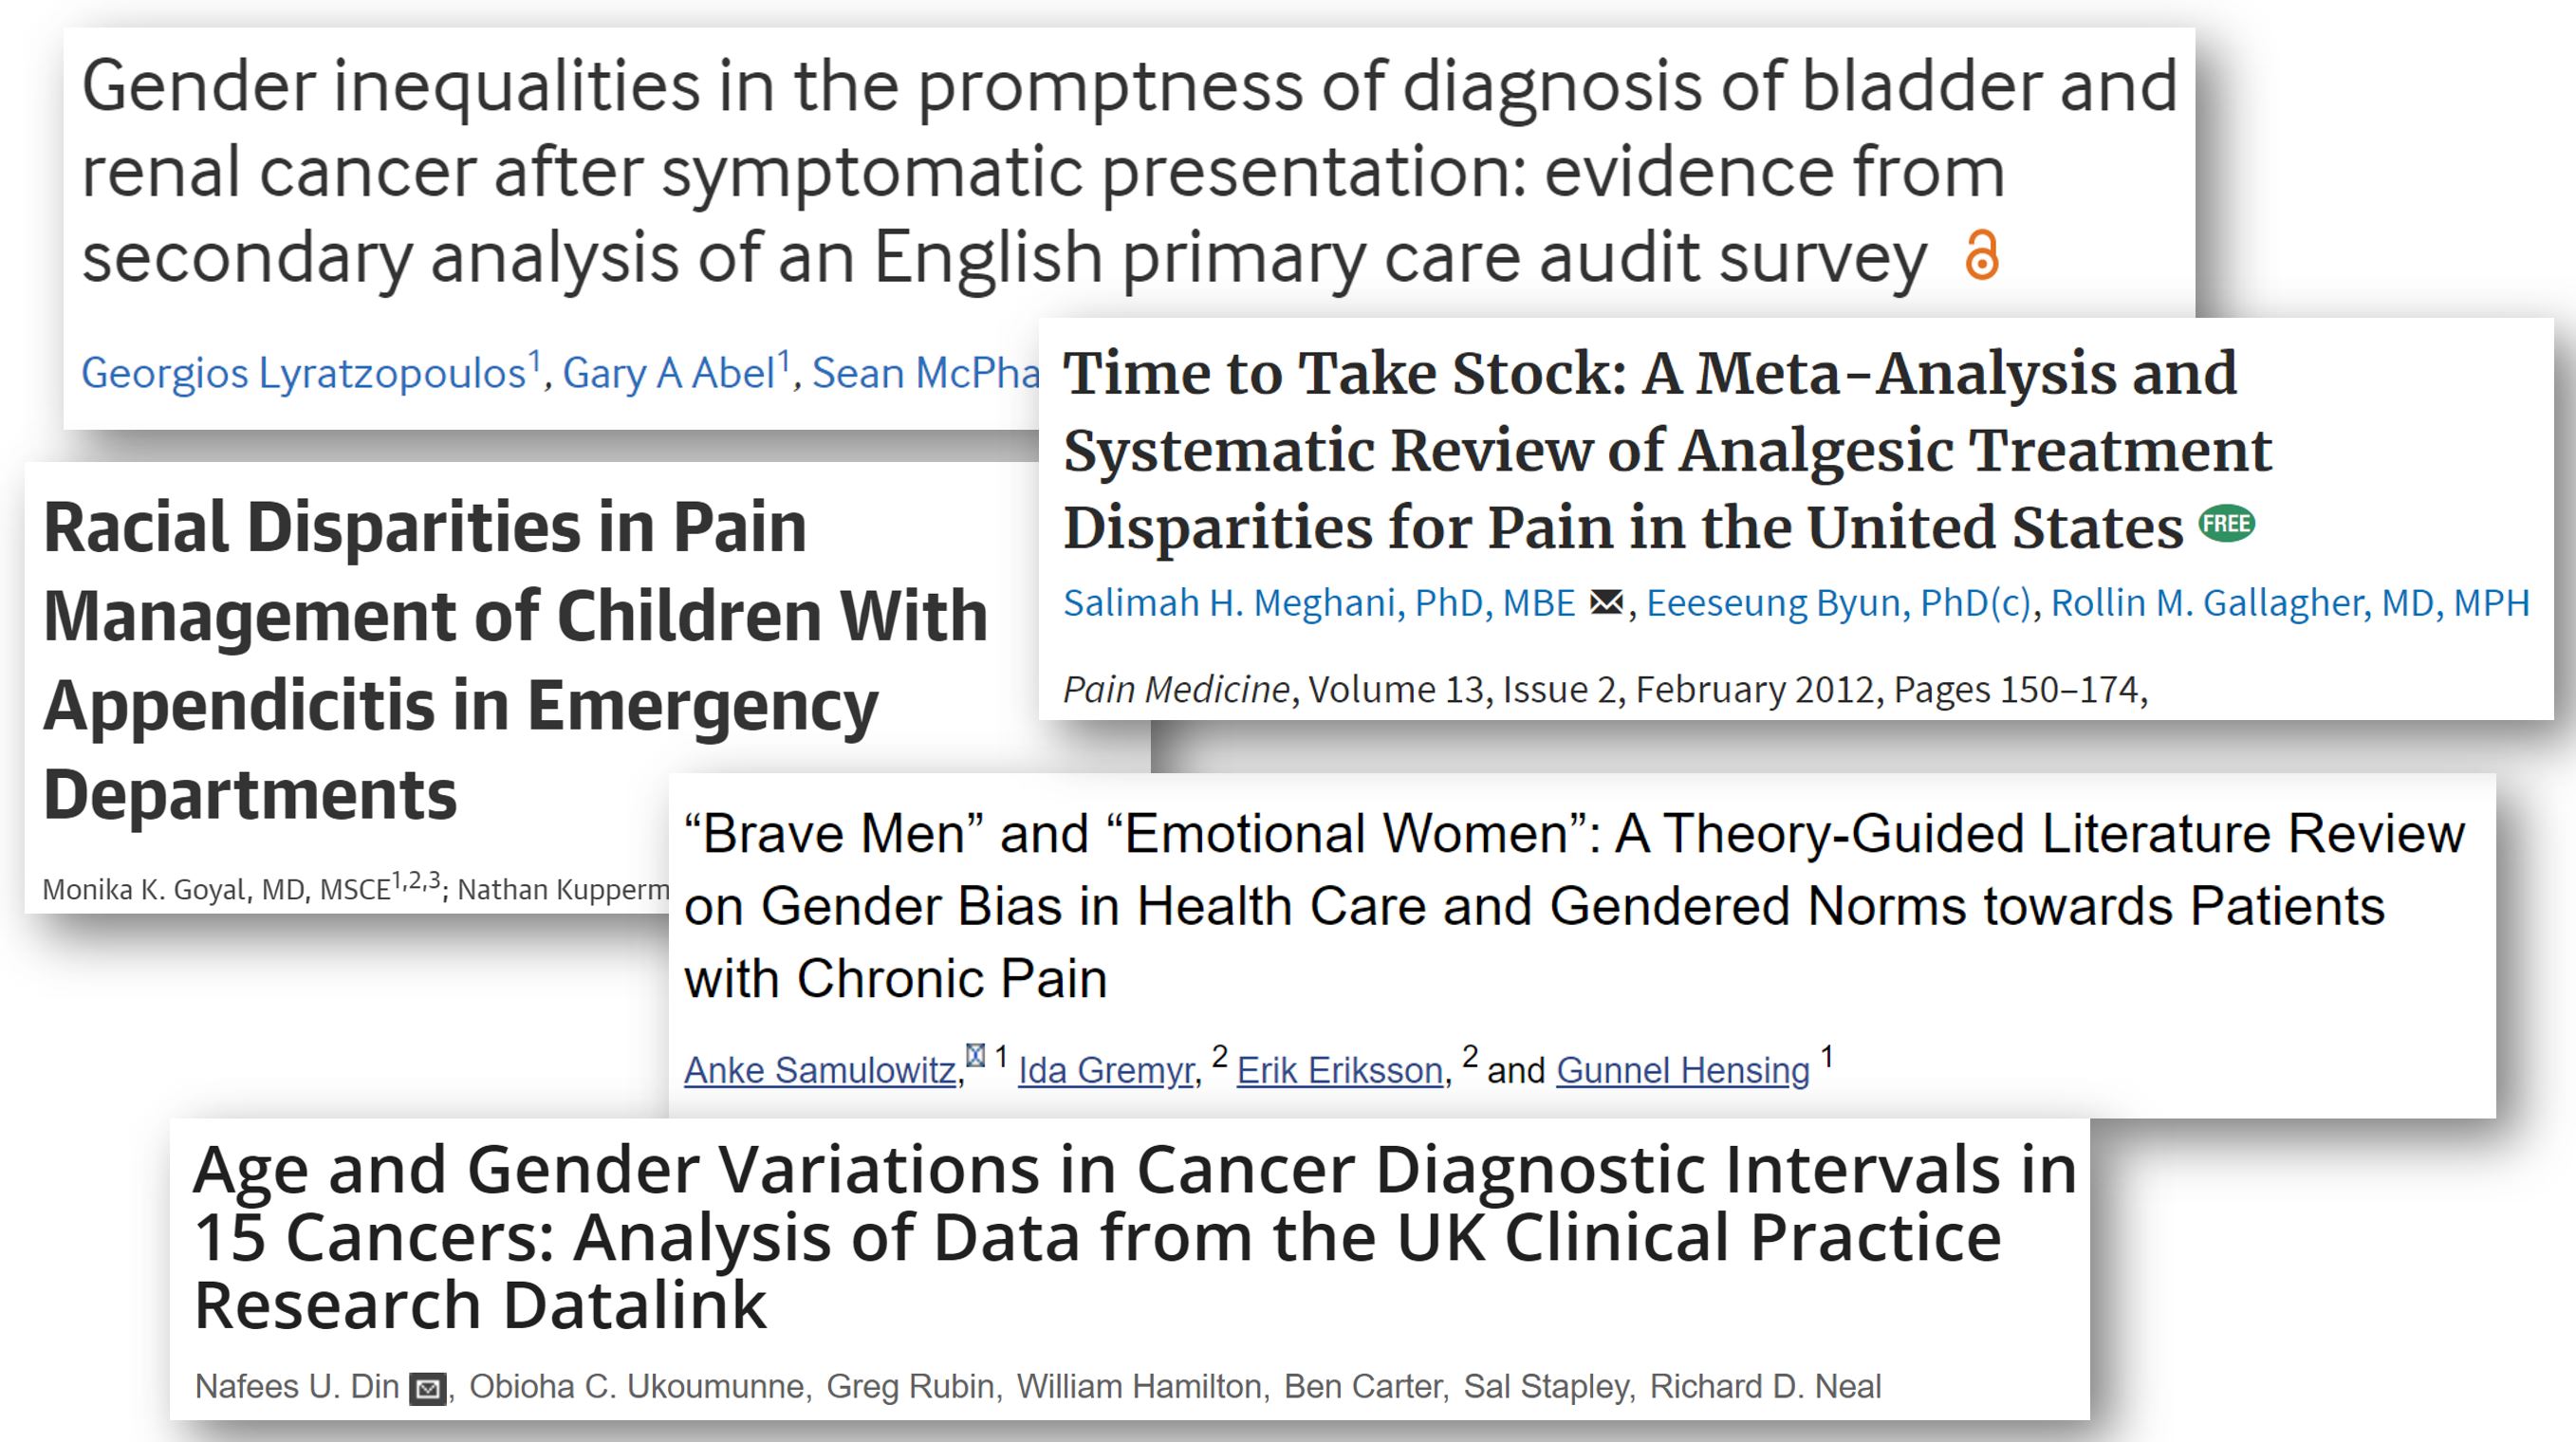 Gender inequalities in the promptness of diagnosis of bladder and
renal cancer after symptomatic presentation: evidence from
secondary analysis of an English primary care audit survey
Georgios Lyratzopoulos1, Gary A Abel1, Sean McPha
Time to Take Stock: A Meta-Analysis and
Systematic Review of Analgesic Treatment
Disparities for Pain in the United States FREE
Salimah H. Meghani, PhD, MBE, Eeeseung Byun, PhD(c), Rollin M. Gallagher, MD, MPH
Pain Medicine, Volume 13, Issue 2, February 2012, Pages 150–174,
Racial Disparities in Pain
Management of Children With
Appendicitis in Emergency
Departments
Monika K. Goyal, MD, MSCE1,2,3; Nathan Kupperm
“Brave Men” and “Emotional Women”: A Theory-Guided Literature Review
on Gender Bias in Health Care and Gendered Norms towards Patients
with Chronic Pain
Anke Samulowitz, 1 Ida Gremyr, 2 Erik Eriksson, 2 and Gunnel Hensing 1
Age and Gender Variations in Cancer Diagnostic Intervals in
15 Cancers: Analysis of Data from the UK Clinical Practice
Research Datalink
Nafees U. Din, Obioha C. Ukoumunne, Greg Rubin, William Hamilton, Ben Carter, Sal Stapley, Richard D. Neal